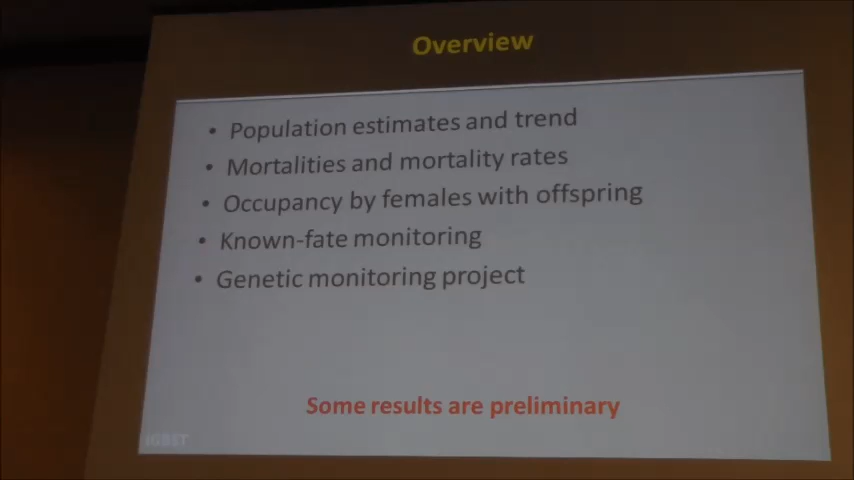 Overview
• Population estimates and trend
• Mortalities and mortality rates
• Occupancy by females with offspring
• Known-fate monitoring
• Genetic monitoring project
Some results are preliminary
IGBST